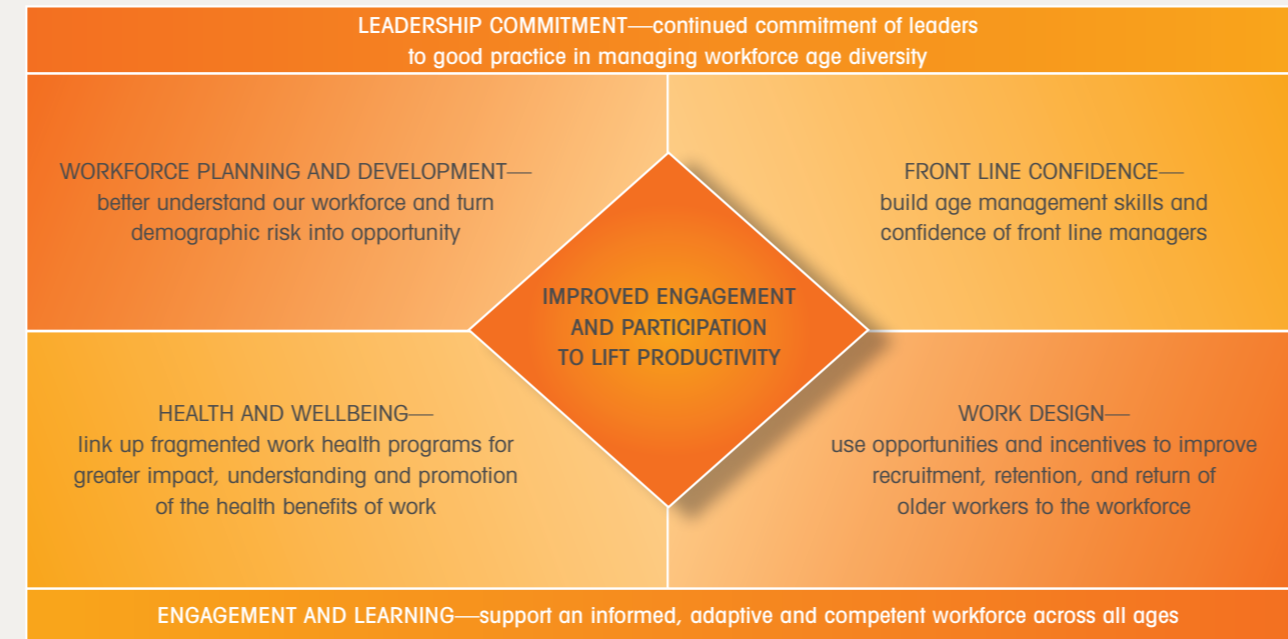 LEADERSHIP COMMITMENT—continued commitment of leaders
to good practice in managing workforce age diversity
WORKFORCE PLANNING AND DEVELOPMENT—
better understand our workforce and turn
demographic risk into opportunity
FRONT LINE CONFIDENCE—
build age management skills and
confidence of front line managers
IMPROVED ENGAGEMENT
AND PARTICIPATION
TO LIFT PRODUCTIVITY
HEALTH AND WELLBEING—
link up fragmented work health programs for
greater impact, understanding and promotion
of the health benefits of work
WORK DESIGN—
use opportunities and incentives to improve
recruitment, retention, and return of
older workers to the workforce
ENGAGEMENT AND LEARNING—support an informed, adaptive and competent workforce across all ages